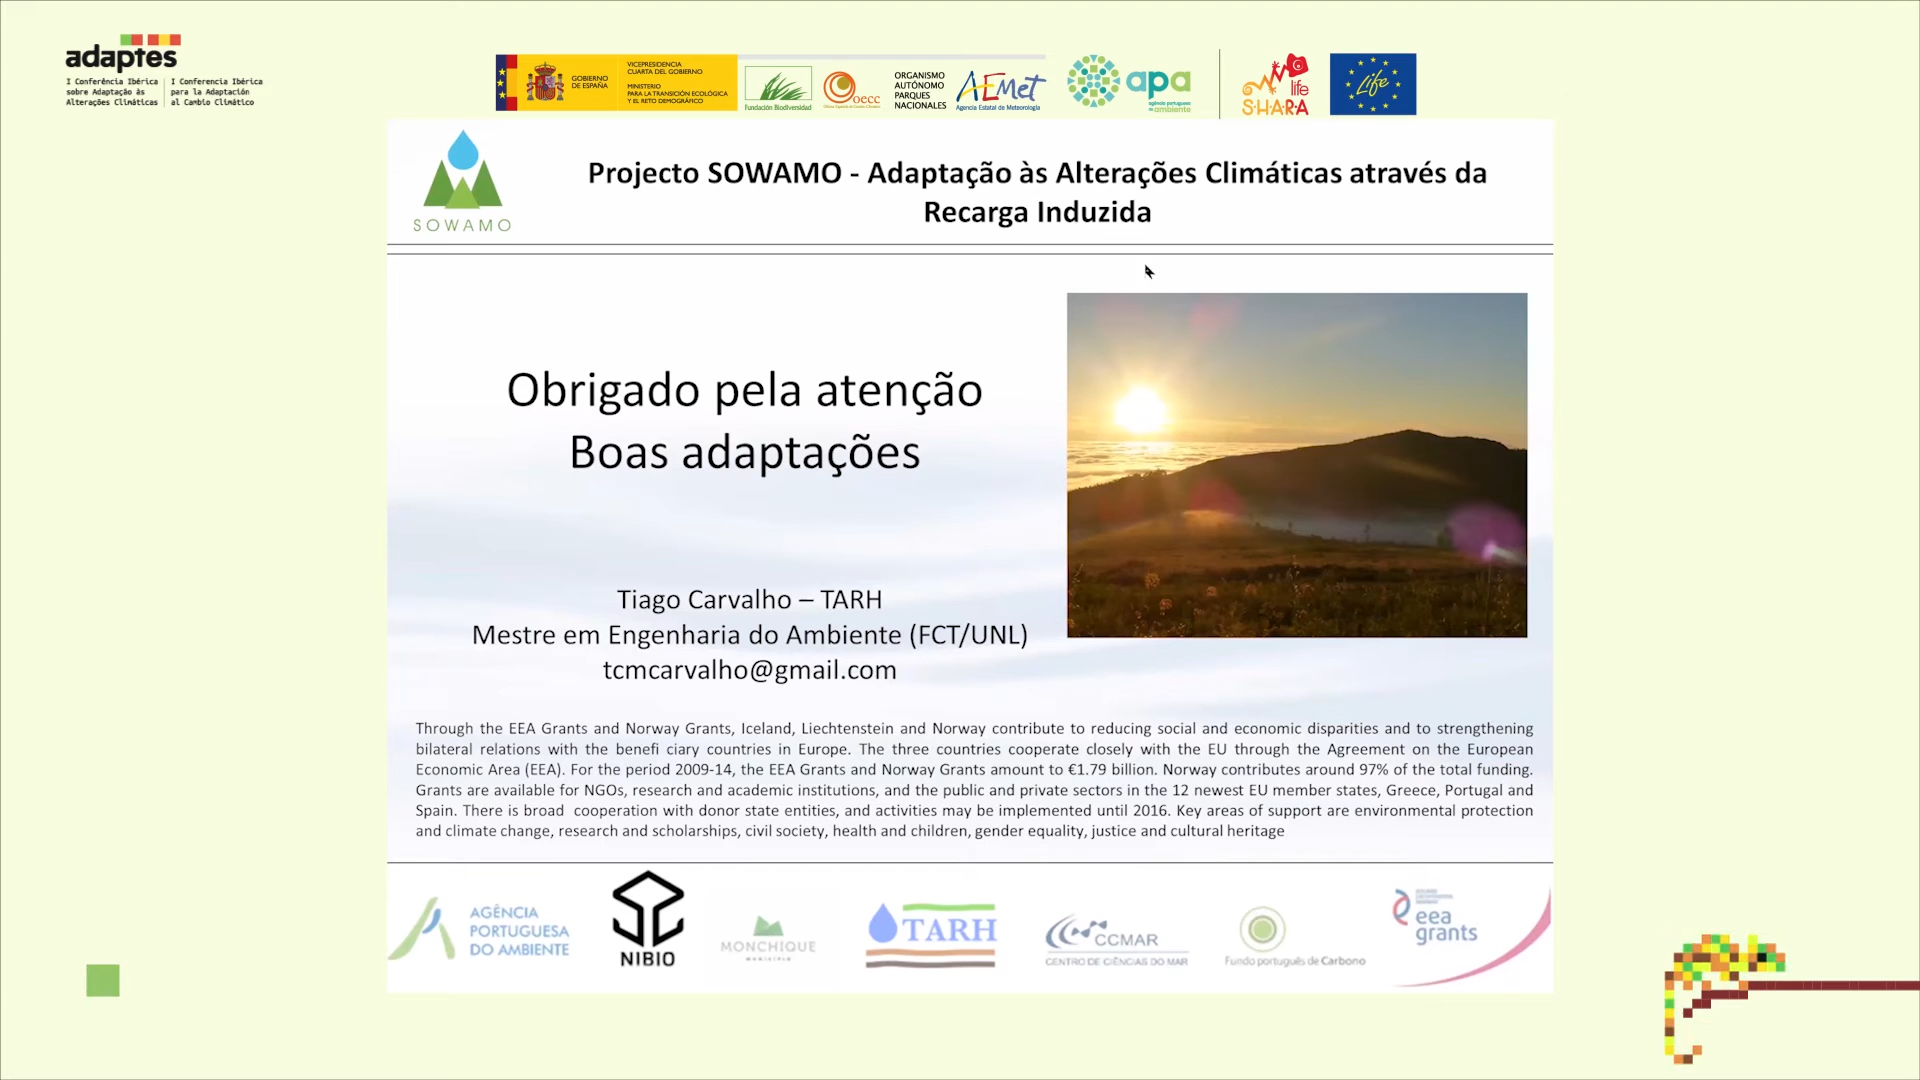 adaptes
I Conferência Ibérica
sobre Adaptação às
Alterações Climáticas
I Conferencia Ibérica
para la Adaptación
al Cambio Climático
GOBIERNO
DE ESPAÑA
VICEPRESIDENCIA
CUARTA DEL GOBIERNO
MINISTERIO
PARA LA TRANSICIÓN ECOLÓGICA
Y EL RETO DEMOGRÁFICO
Fundación Biodiversidad
oecc
ORGANISMO
AUTÓNOMO
PARQUES
NACIONALES
AEMet
Agencia Estatal de Meteorología
apa
agência portuguesa
do ambiente
life
S·H·A·R·A
Life
SOWAMO
Projecto SOWAMO - Adaptação às Alterações Climáticas através da
Recarga Induzida
Obrigado pela atenção
Boas adaptações
Tiago Carvalho – TARH
Mestre em Engenharia do Ambiente (FCT/UNL)
tcmcarvalho@gmail.com
Through the EEA Grants and Norway Grants, Iceland, Liechtenstein and Norway contribute to reducing social and economic disparities and to strengthening
bilateral relations with the benefi ciary countries in Europe. The three countries cooperate closely with the EU through the Agreement on the European
Economic Area (EEA). For the period 2009-14, the EEA Grants and Norway Grants amount to €1.79 billion. Norway contributes around 97% of the total funding.
Grants are available for NGOs, research and academic institutions, and the public and private sectors in the 12 newest EU member states, Greece, Portugal and
Spain. There is broad  cooperation with donor state entities, and activities may be implemented until 2016. Key areas of support are environmental protection
and climate change, research and scholarships, civil society, health and children, gender equality, justice and cultural heritage
AGÊNCIA
PORTUGUESA
DO AMBIENTE
NIBIO
MONCHIQUE
MUNICÍPIO
TARH
CCMAR
CENTRO DE CIÊNCIAS DO MAR
Fundo português de Carbono
eea
grants